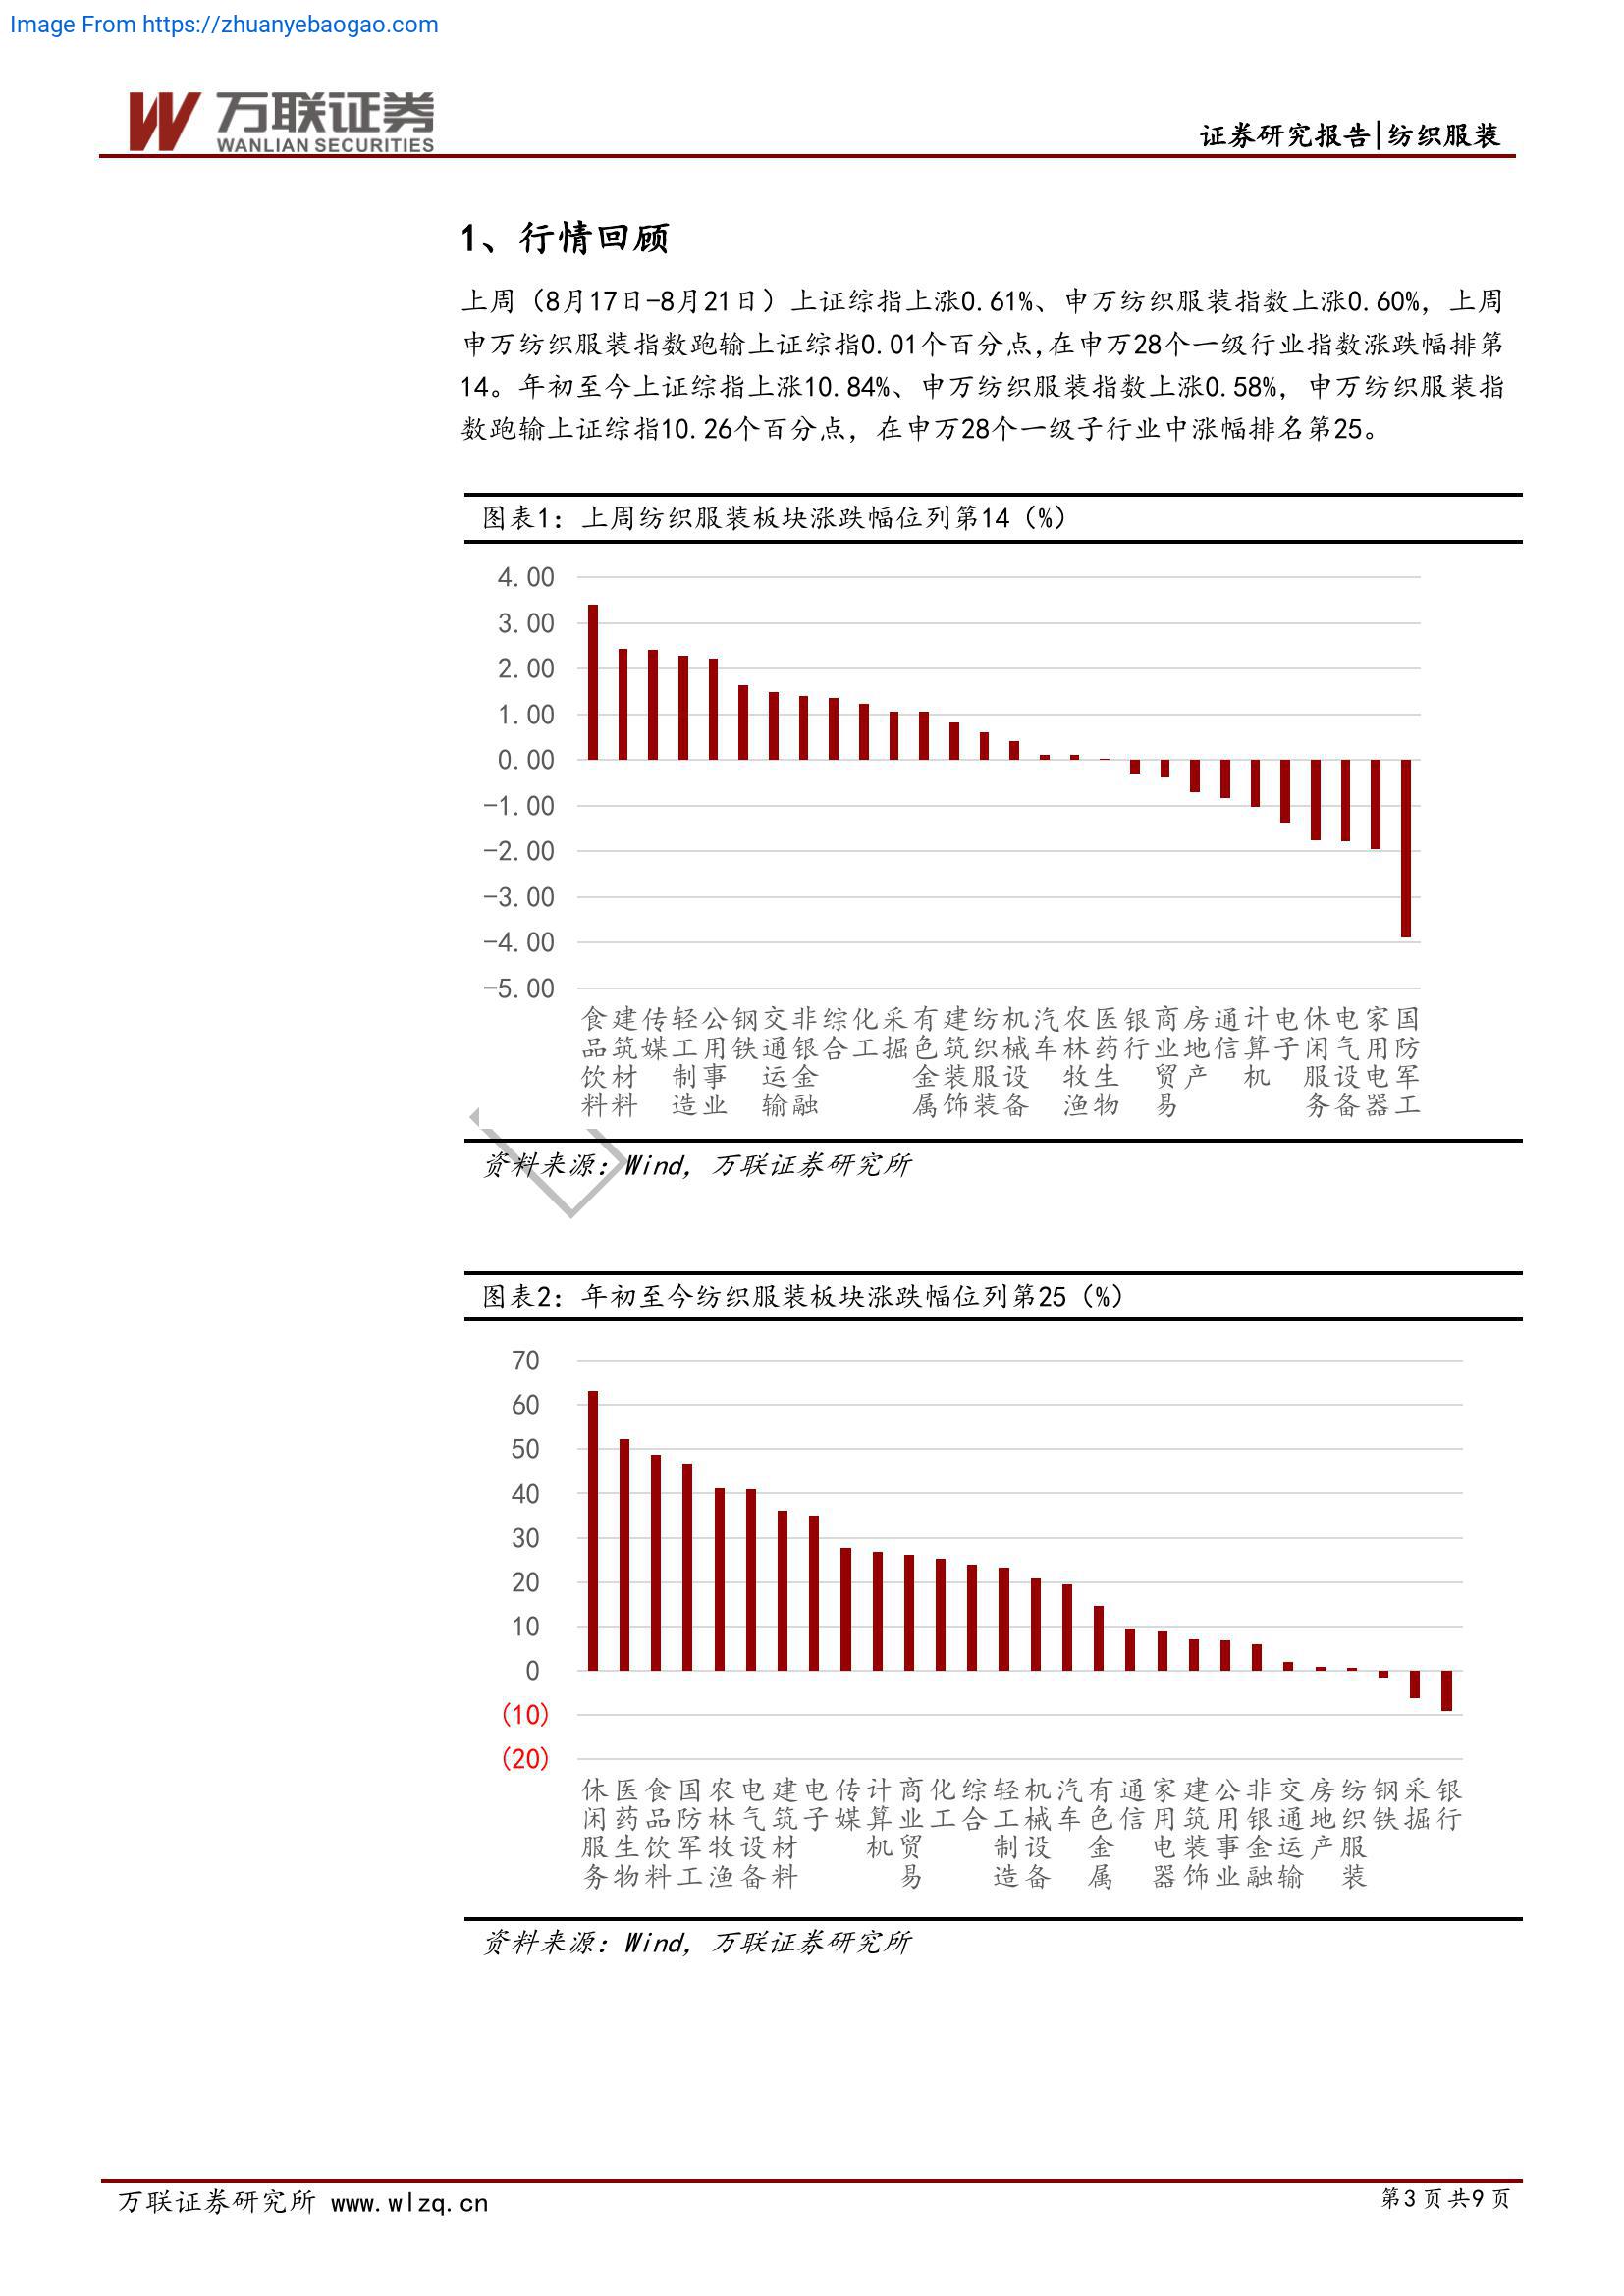 Image From https://zhuanyebaogao.com
万联证券
WANLIAN SECURITIES
证券研究报告|纺织服装
1、行情回顾
上周（8月17日-8月21日）上证综指上涨0.61%、申万纺织服装指数上涨0.60%，上周
申万纺织服装指数跑输上证综指0.01个百分点,在申万28个一级行业指数涨跌幅排第
14。年初至今上证综指上涨10.84%、申万纺织服装指数上涨0.58%，申万纺织服装指
数跑输上证综指10.26个百分点，在申万28个一级子行业中涨幅排名第25。
图表1：上周纺织服装板块涨跌幅位列第14（%）
4.00
3.00
2.00
1.00
0.00
-1.00
-2.00
-3.00
-4.00
-5.00
食品饮料 建筑材料 传媒 轻工制造 公用事业 钢铁 交通运输 非银金融 综合 化工 采掘 有色金属 建筑装饰 纺织服装 机械设备 汽车 农林牧渔 医药生物 银行 商业贸易 房地产 通信 计算机 电子 休闲服务 电气设备 家用电器 国防军工
资料来源：Wind，万联证券研究所
图表2：年初至今纺织服装板块涨跌幅位列第25（%）
70
60
50
40
30
20
10
0
(10)
(20)
休闲服务 医药生物 食品饮料 国防军工 农林牧渔 电气设备 建筑材料 电子 传媒 计算机 商业贸易 化工 综合 轻工制造 机械设备 汽车 有色金属 通信 家用电器 建筑装饰 公用事业 非银金融 交通运输 房地产 纺织服装 钢铁 采掘 银行
资料来源：Wind，万联证券研究所
万联证券研究所 www.wlzq.cn
第3页共9页